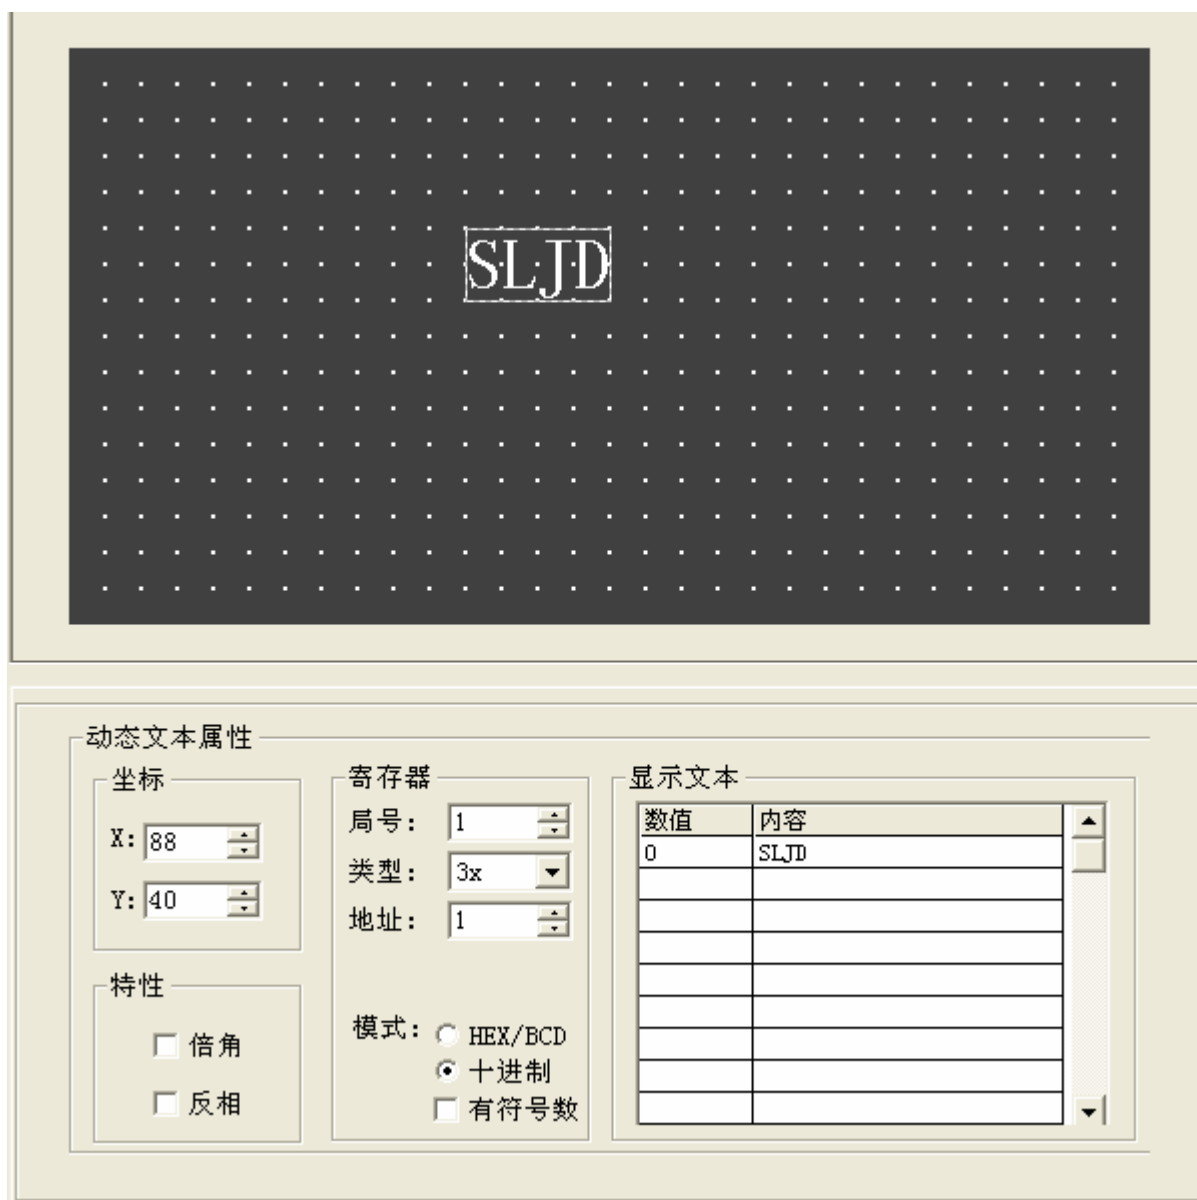 SLJD
动态文本属性
坐标
X: 88
Y: 40
特性
倍角
反相
寄存器
局号: 1
类型: 3x
地址: 1
模式: HEX/BCD
十进制
有符号数
显示文本
数值 内容
0 SLJD